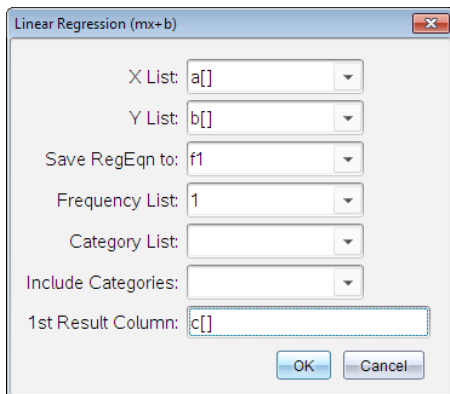 Linear Regression (mx+b)
X List: a[]
Y List: b[]
Save RegEqn to: f1
Frequency List: 1
Category List:
Include Categories:
1st Result Column: c[]
OK Cancel